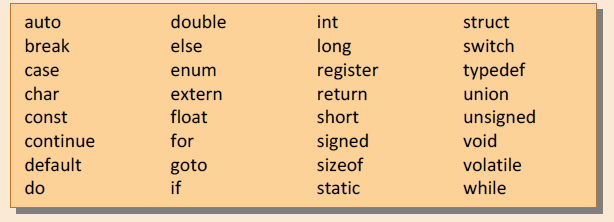 auto double int struct
break else long switch
case enum register typedef
char extern return union
const float short unsigned
continue for signed void
default goto sizeof volatile
do if static while